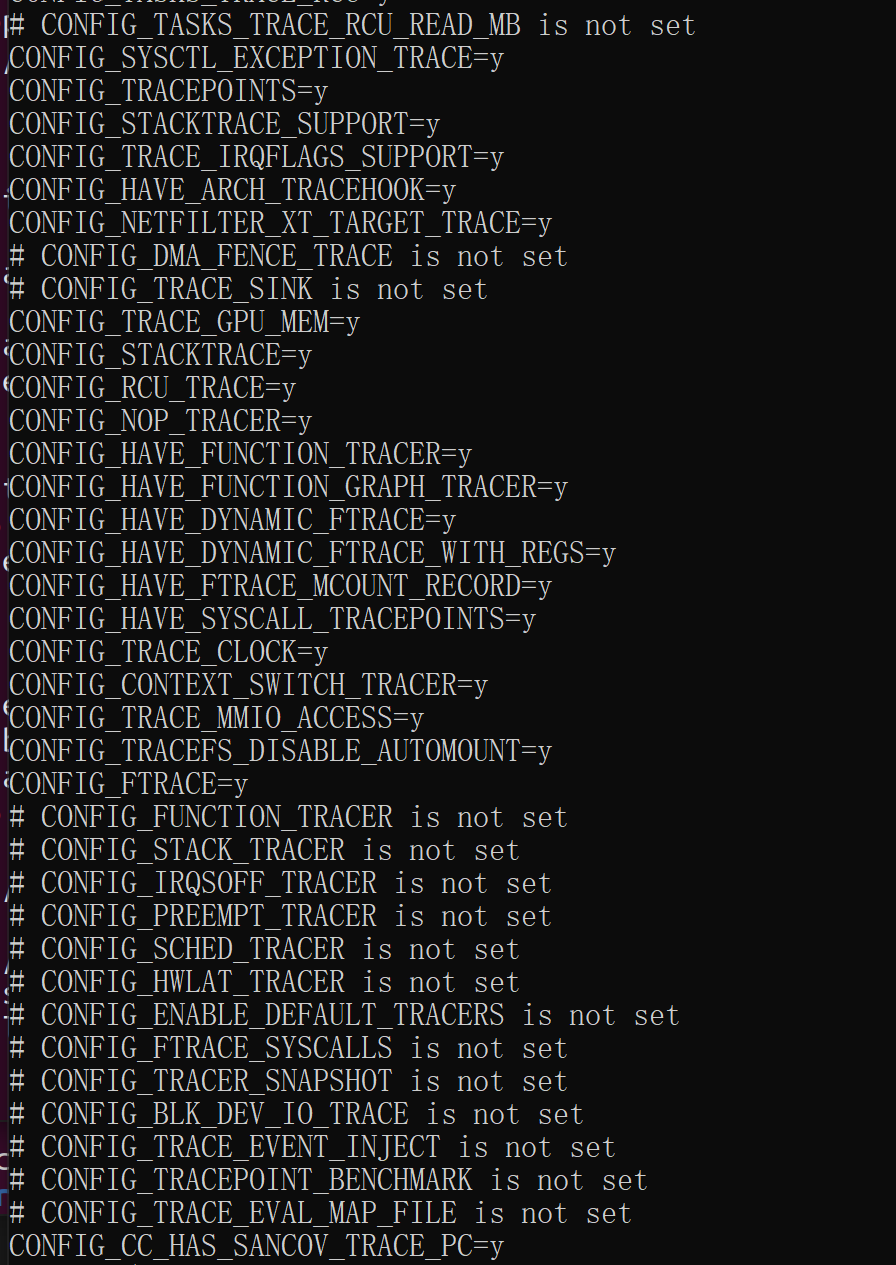 # CONFIG_TASKS_TRACE_RCU_READ_MB is not set
CONFIG_SYSCTL_EXCEPTION_TRACE=y
CONFIG_TRACEPOINTS=y
CONFIG_STACKTRACE_SUPPORT=y
CONFIG_TRACE_IRQFLAGS_SUPPORT=y
CONFIG_HAVE_ARCH_TRACEHOOK=y
CONFIG_NETFILTER_XT_TARGET_TRACE=y
# CONFIG_DMA_FENCE_TRACE is not set
# CONFIG_TRACE_SINK is not set
CONFIG_TRACE_GPU_MEM=y
CONFIG_STACKTRACE=y
CONFIG_RCU_TRACE=y
CONFIG_NOP_TRACER=y
CONFIG_HAVE_FUNCTION_TRACER=y
CONFIG_HAVE_FUNCTION_GRAPH_TRACER=y
CONFIG_HAVE_DYNAMIC_FTRACE=y
CONFIG_HAVE_DYNAMIC_FTRACE_WITH_REGS=y
CONFIG_HAVE_FTRACE_MCOUNT_RECORD=y
CONFIG_HAVE_SYSCALL_TRACEPOINTS=y
CONFIG_TRACE_CLOCK=y
CONFIG_CONTEXT_SWITCH_TRACER=y
CONFIG_TRACE_MMIO_ACCESS=y
CONFIG_TRACEFS_DISABLE_AUTOMOUNT=y
CONFIG_FTRACE=y
# CONFIG_FUNCTION_TRACER is not set
# CONFIG_STACK_TRACER is not set
# CONFIG_IRQSOFF_TRACER is not set
# CONFIG_PREEMPT_TRACER is not set
# CONFIG_SCHED_TRACER is not set
# CONFIG_HWLAT_TRACER is not set
# CONFIG_ENABLE_DEFAULT_TRACERS is not set
# CONFIG_FTRACE_SYSCALLS is not set
# CONFIG_TRACER_SNAPSHOT is not set
# CONFIG_BLK_DEV_IO_TRACE is not set
# CONFIG_TRACE_EVENT_INJECT is not set
# CONFIG_TRACEPOINT_BENCHMARK is not set
# CONFIG_TRACE_EVAL_MAP_FILE is not set
CONFIG_CC_HAS_SANCOV_TRACE_PC=y